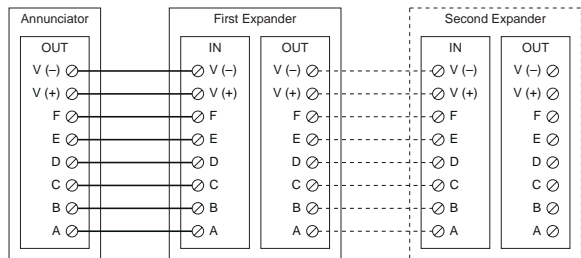 Annunciator First Expander Second Expander
OUT IN OUT IN OUT
V (–) V (–) V (–) V (–) V (–)
V (+) V (+) V (+) V (+) V (+)
F F F F F
E E E E E
D D D D D
C C C C C
B B B B B
A A A A A